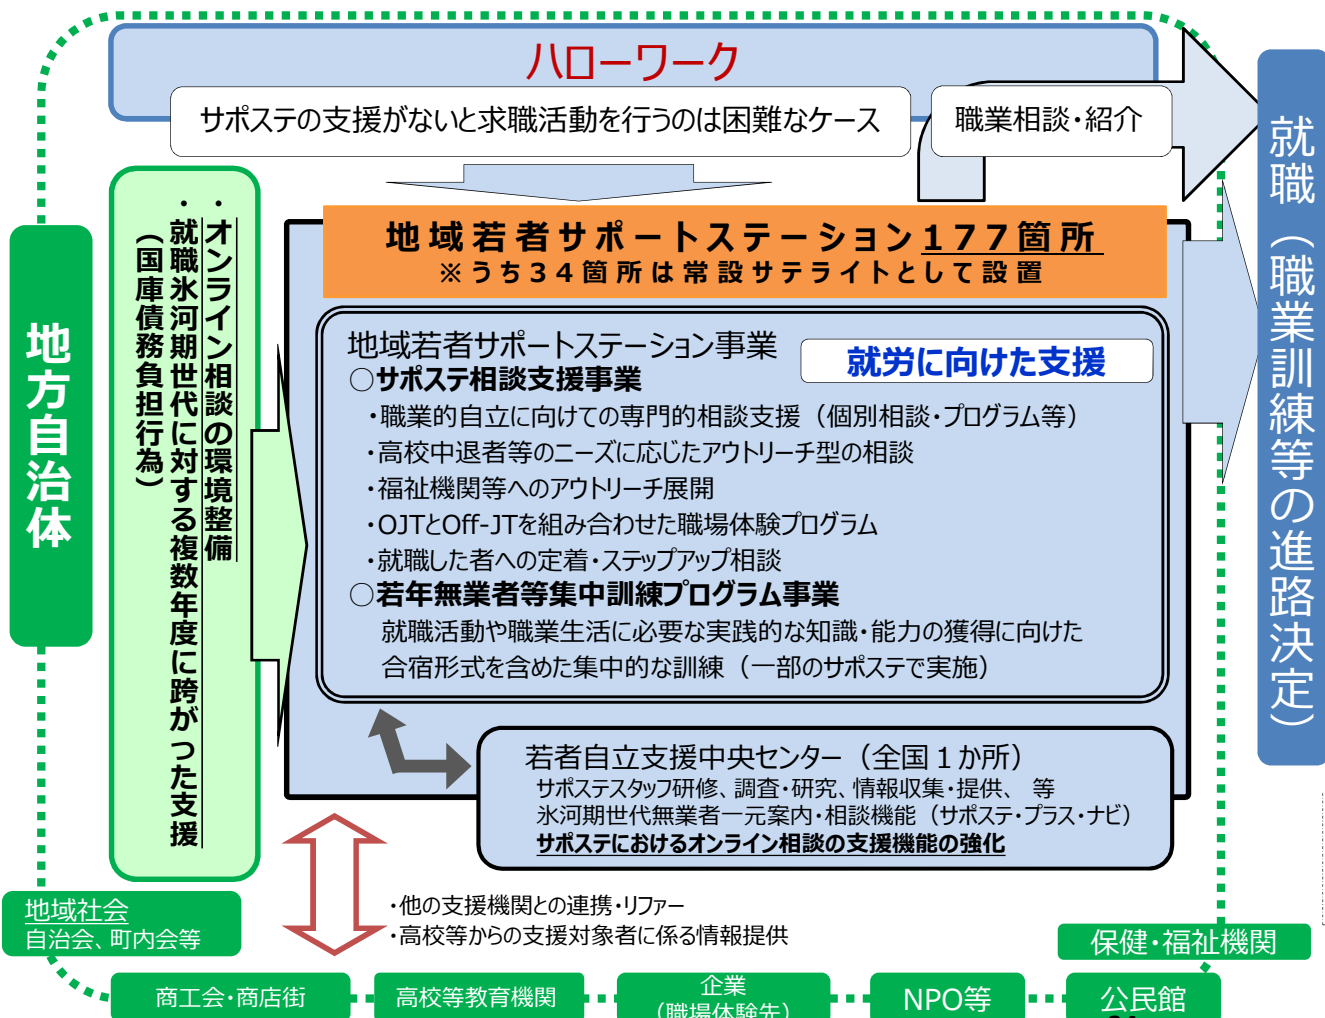 ハローワーク
サポステの支援がないと求職活動を行うのは困難なケース
職業相談・紹介
就職（職業訓練等の進路決定）
地方自治体
・オンライン相談の環境整備
・就職氷河期世代に対する複数年度に跨がった支援
（国庫債務負担行為）
地域若者サポートステーション177箇所
※うち34箇所は常設サテライトとして設置
地域若者サポートステーション事業
就労に向けた支援
○サポステ相談支援事業
・職業的自立に向けての専門的相談支援（個別相談・プログラム等）
・高校中退者等のニーズに応じたアウトリーチ型の相談
・福祉機関等へのアウトリーチ展開
・OJTとOff-JTを組み合わせた職場体験プログラム
・就職した者への定着・ステップアップ相談
○若年無業者等集中訓練プログラム事業
就職活動や職業生活に必要な実践的な知識・能力の獲得に向けた
合宿形式を含めた集中的な訓練（一部のサポステで実施）
若者自立支援中央センター（全国１か所）
サポステスタッフ研修、調査・研究、情報収集・提供、 等
氷河期世代無業者一元案内・相談機能（サポステ・プラス・ナビ）
サポステにおけるオンライン相談の支援機能の強化
・他の支援機関との連携・リファー
・高校等からの支援対象者に係る情報提供
地域社会
自治会、町内会等
保健・福祉機関
商工会・商店街
高校等教育機関
企業
（職場体験先）
NPO等
公民館